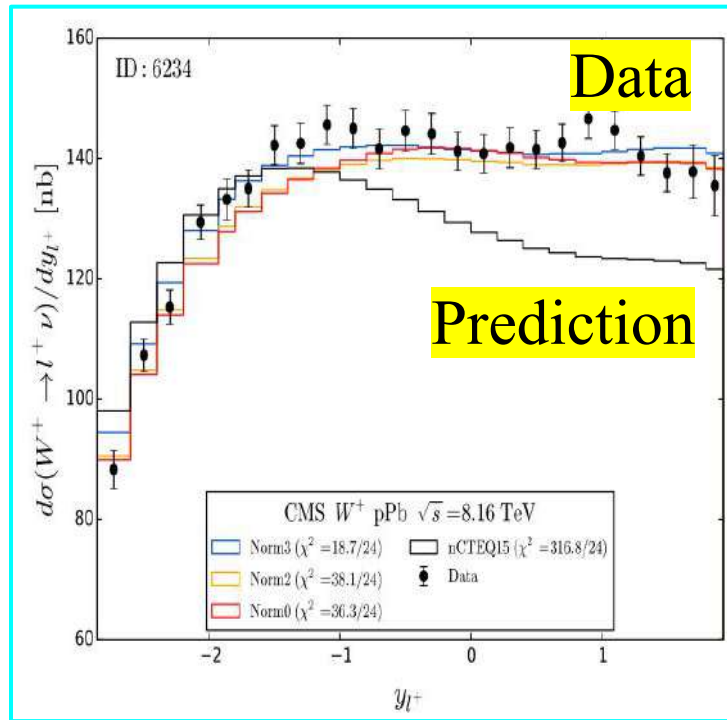 160
ID : 6234
Data
140
120
Prediction
100
80
60
dσ(W⁺ → l⁺ ν)/dy_{l⁺} [nb]
CMS W⁺ pPb √s =8.16 TeV
Norm3 (χ² =18.7/24)
nCTEQ15 (χ² =316.8/24)
Norm2 (χ² =38.1/24)
Data
Norm0 (χ² =36.3/24)
−2 −1 0 1
y_{l⁺}